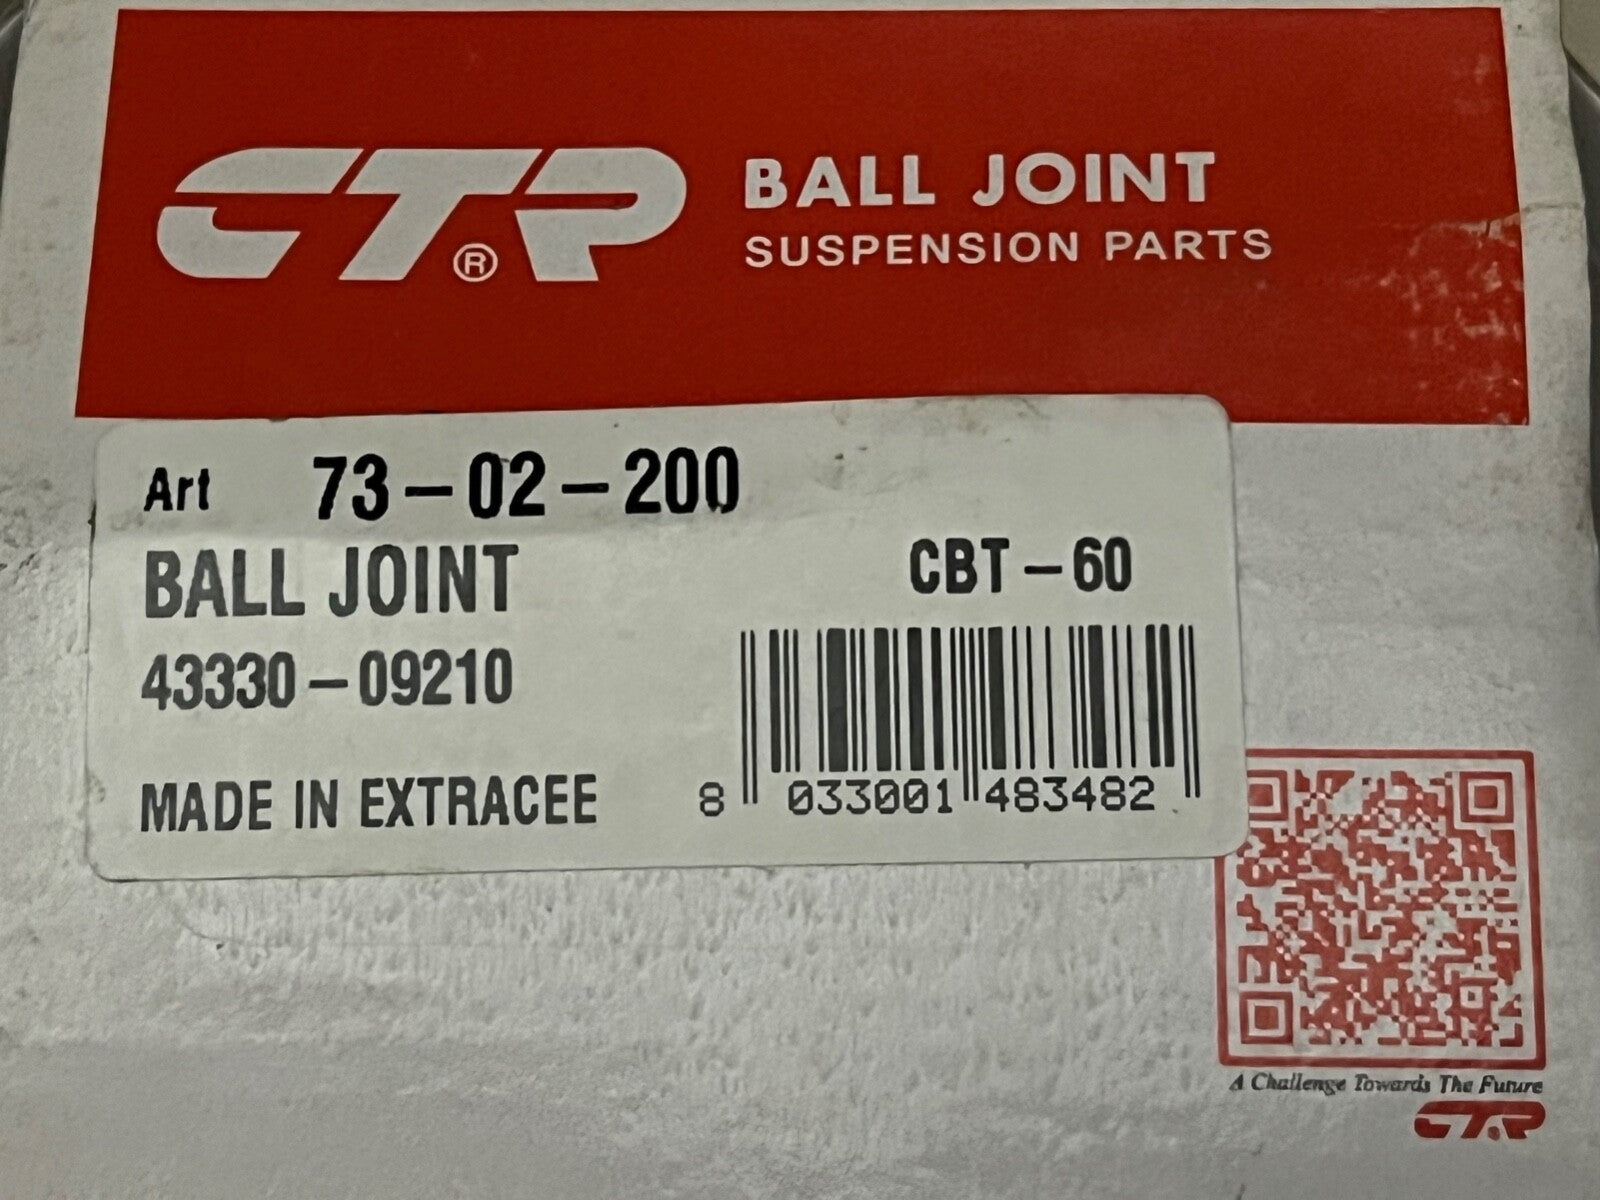 CTR®
BALL JOINT
SUSPENSION PARTS
Art 73-02-200
BALL JOINT
CBT-60
43330-09210
MADE IN EXTRACEE
8 033001 483482
A Challenge Towards The Future
CTR